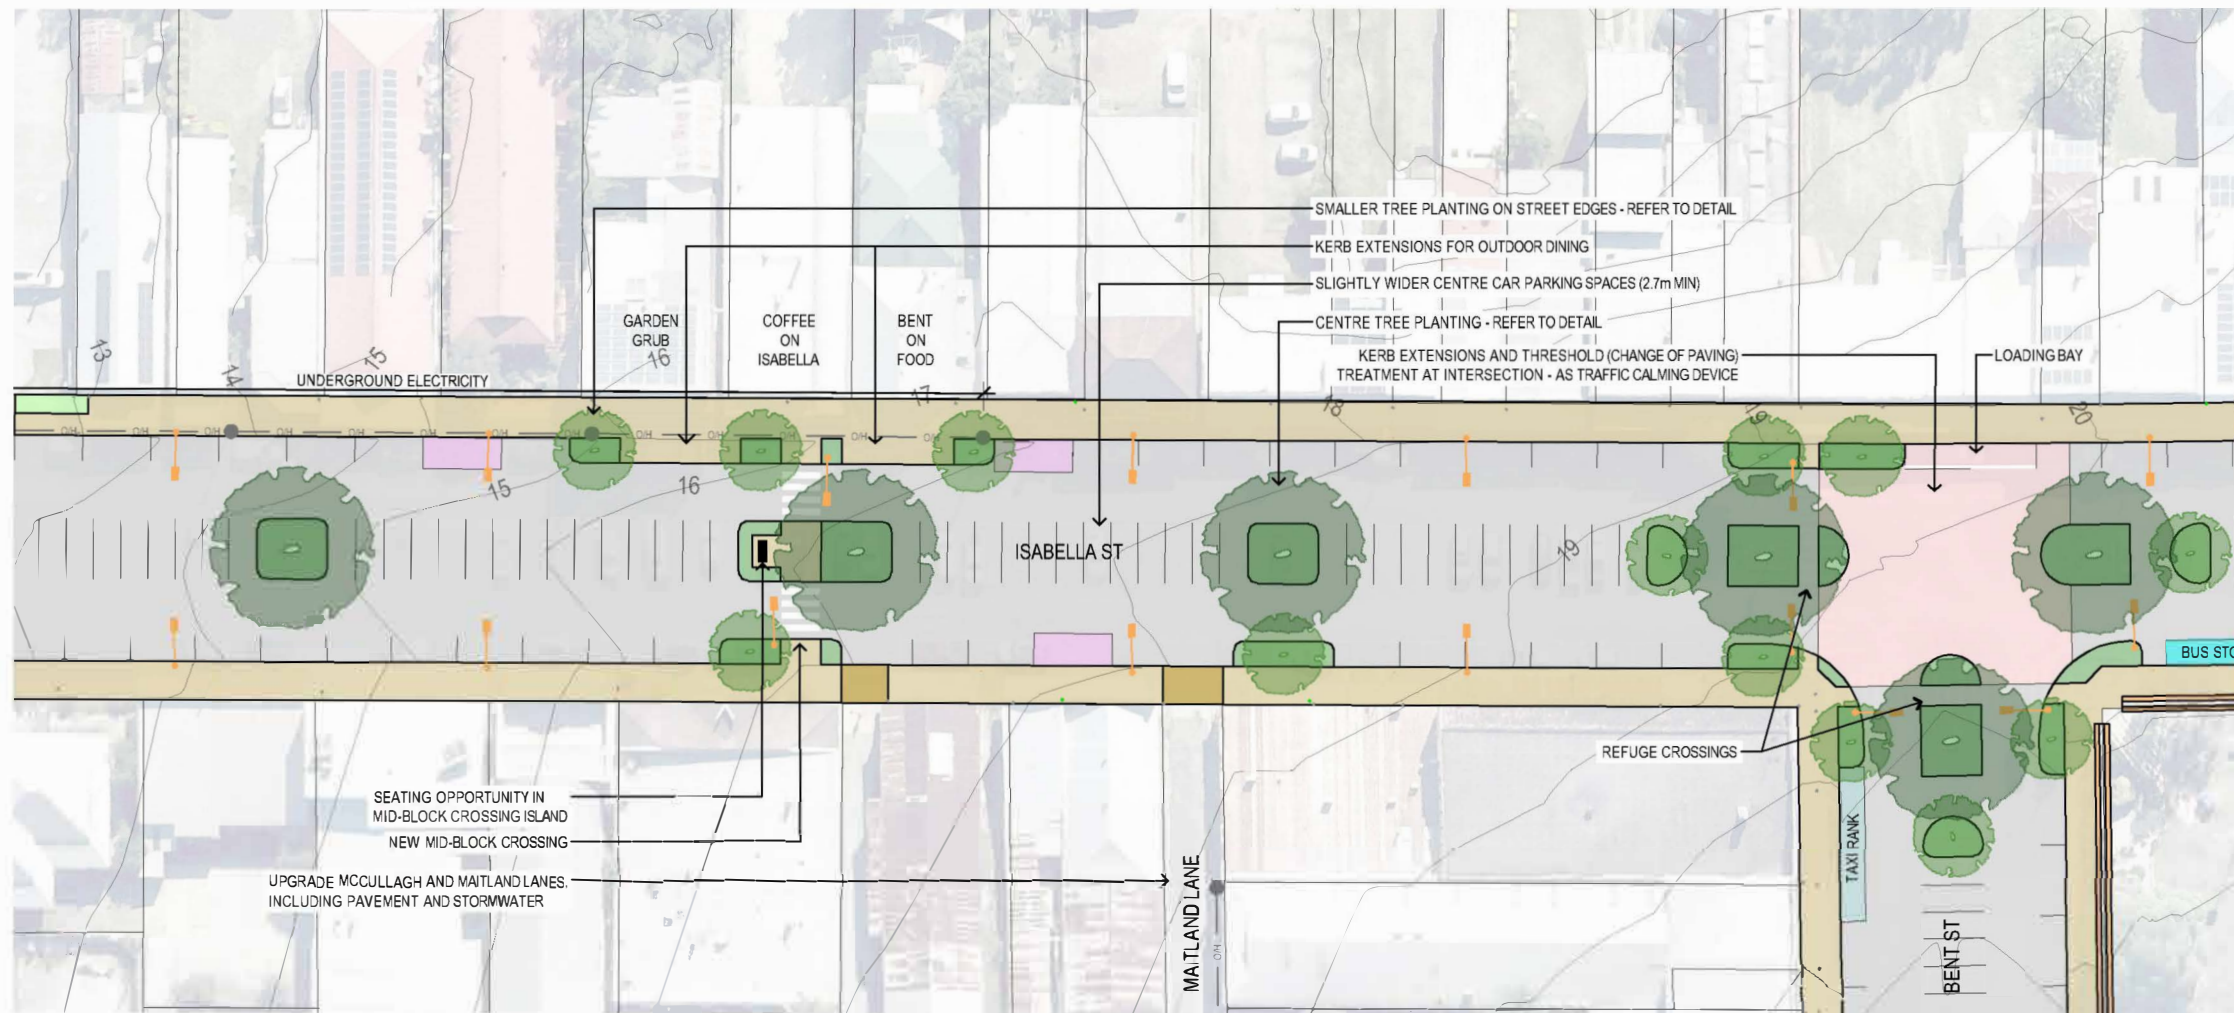 SMALLER TREE PLANTING ON STREET EDGES - REFER TO DETAIL
KERB EXTENSIONS FOR OUTDOOR DINING
SLIGHTLY WIDER CENTRE CAR PARKING SPACES (2.7m MIN)
CENTRE TREE PLANTING - REFER TO DETAIL
KERB EXTENSIONS AND THRESHOLD (CHANGE OF PAVING)
TREATMENT AT INTERSECTION - AS TRAFFIC CALMING DEVICE
LOADING BAY
GARDEN
GRUB
COFFEE
ON
ISABELLA
BENT
ON
FOOD
13
14
15
16
17
18
19
20
UNDERGROUND ELECTRICITY
O/H O/H O/H O/H O/H O/H O/H O/H O/H O/H O/H O/H O/H
15
16
19
ISABELLA ST
BUS STO
REFUGE CROSSINGS
SEATING OPPORTUNITY IN
MID-BLOCK CROSSING ISLAND
NEW MID-BLOCK CROSSING
UPGRADE MCCULLAGH AND MAITLAND LANES.
INCLUDING PAVEMENT AND STORMWATER
MAITLAND LANE
O/H
TAXI RANK
BENT ST